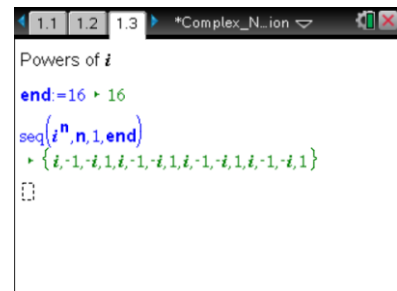 1.1 1.2 1.3 *Complex_N…ion
Powers of i
end:=16 ▸ 16
seq(iⁿ,n,1,end)
▸ {i,-1,-i,1,i,-1,-i,1,i,-1,-i,1,i,-1,-i,1}